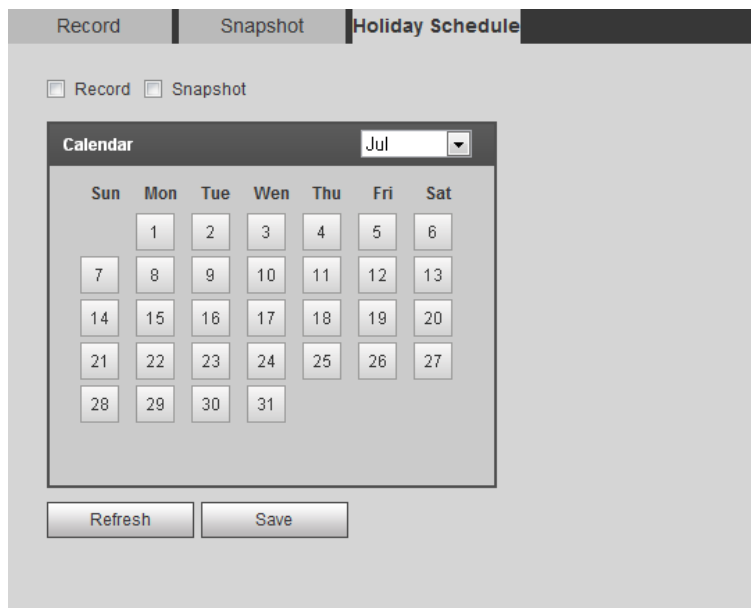 Record Snapshot Holiday Schedule
Record Snapshot
Calendar Jul
Sun Mon Tue Wen Thu Fri Sat
1 2 3 4 5 6
7 8 9 10 11 12 13
14 15 16 17 18 19 20
21 22 23 24 25 26 27
28 29 30 31
Refresh Save